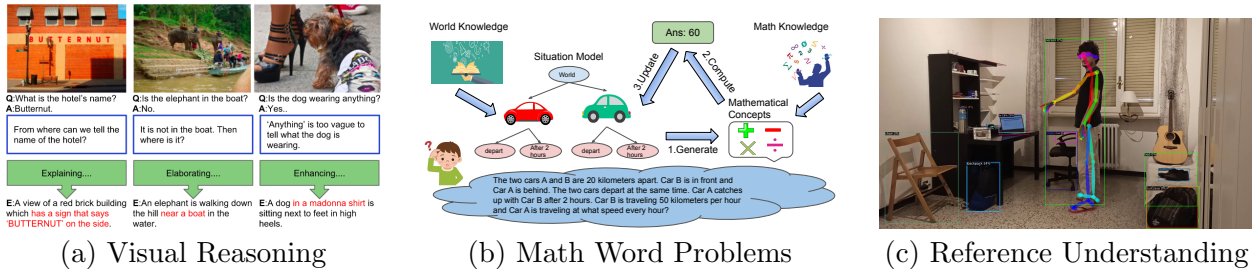 BUTTERNUT
Q:What is the hotel's name?
A:Butternut.
From where can we tell the
name of the hotel?
Explaining....
E:A view of a red brick building
which has a sign that says
'BUTTERNUT' on the side.
Q:Is the elephant in the boat?
A:No.
It is not in the boat. Then
where is it?
Elaborating....
E:An elephant is walking down
the hill near a boat in the
water.
Q:Is the dog wearing anything?
A:Yes..
'Anything' is too vague to
tell what the dog is
wearing.
Enhancing....
E:A dog in a madonna shirt is
sitting next to feet in high
heels.
(a) Visual Reasoning
World Knowledge
Situation Model
World
Ans: 60
Math Knowledge
3.Update
2.Compute
Mathematical
Concepts
depart
After 2
hours
depart
After 2
hours
1.Generate
The two cars A and B are 20 kilometers apart. Car B is in front and
Car A is behind. The two cars depart at the same time. Car A catches
up with Car B after 2 hours. Car B is traveling 50 kilometers per hour
and Car A is traveling at what speed every hour?
(b) Math Word Problems
(c) Reference Understanding